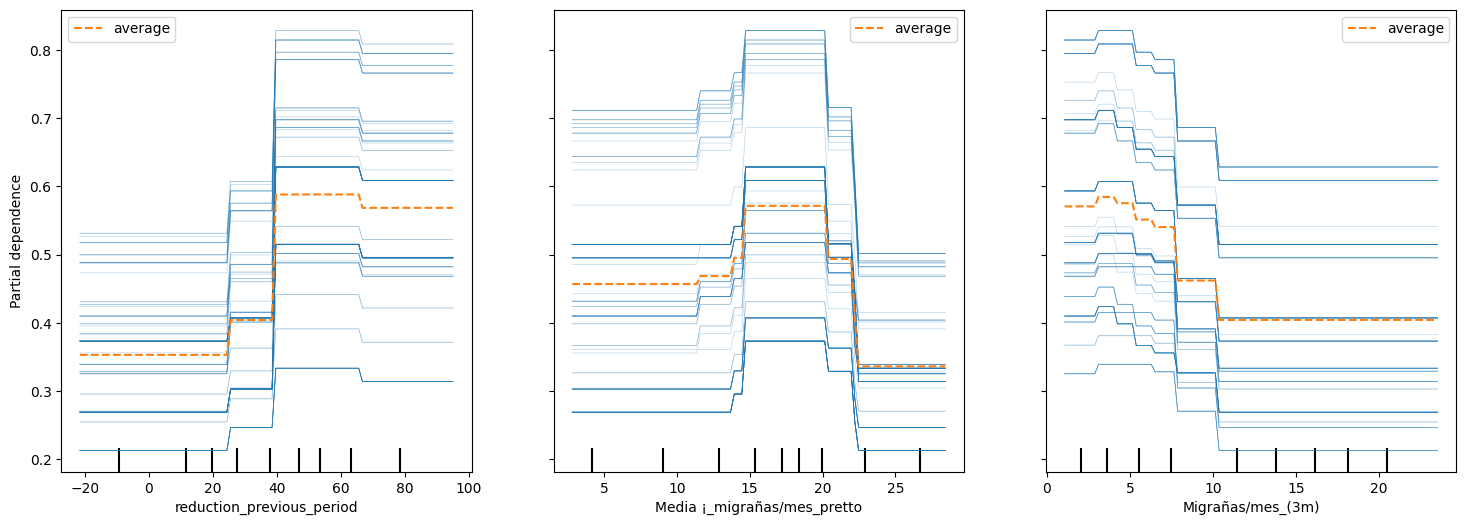 average
average
average
Partial dependence
0.8
0.7
0.6
0.5
0.4
0.3
0.2
−20 0 20 40 60 80 100
5 10 15 20 25
0 5 10 15 20
reduction_previous_period
Media ¡_migrañas/mes_pretto
Migrañas/mes_(3m)